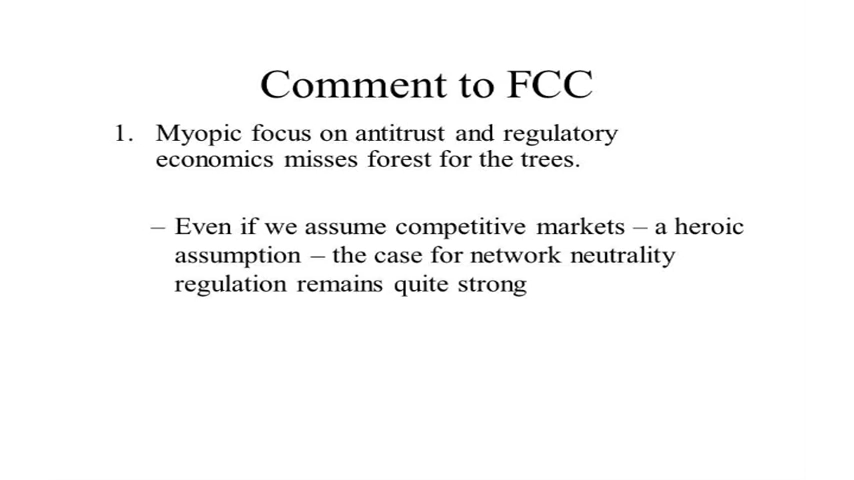 Comment to FCC
1. Myopic focus on antitrust and regulatory
economics misses forest for the trees.
– Even if we assume competitive markets – a heroic
assumption – the case for network neutrality
regulation remains quite strong